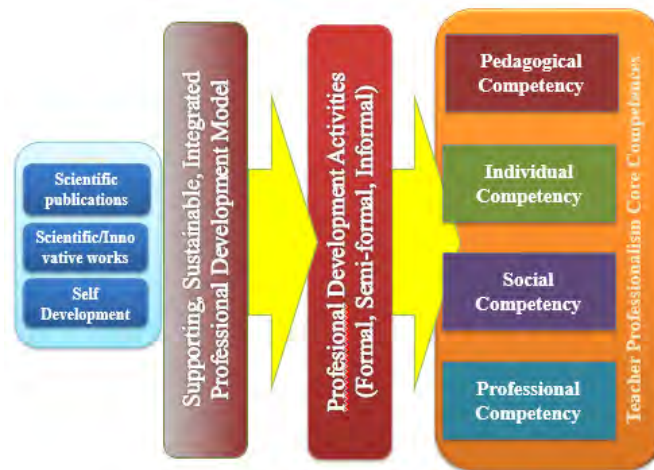 Scientific
publications
Scientific/Inno
vative works
Self
Development
Supporting, Sustainable, Integrated
Professional Development Model
Profesional Development Activities
(Formal, Semi-formal, Informal)
Pedagogical
Competency
Individual
Competency
Social
Competency
Professional
Competency
Teacher Professionalism Core Competences